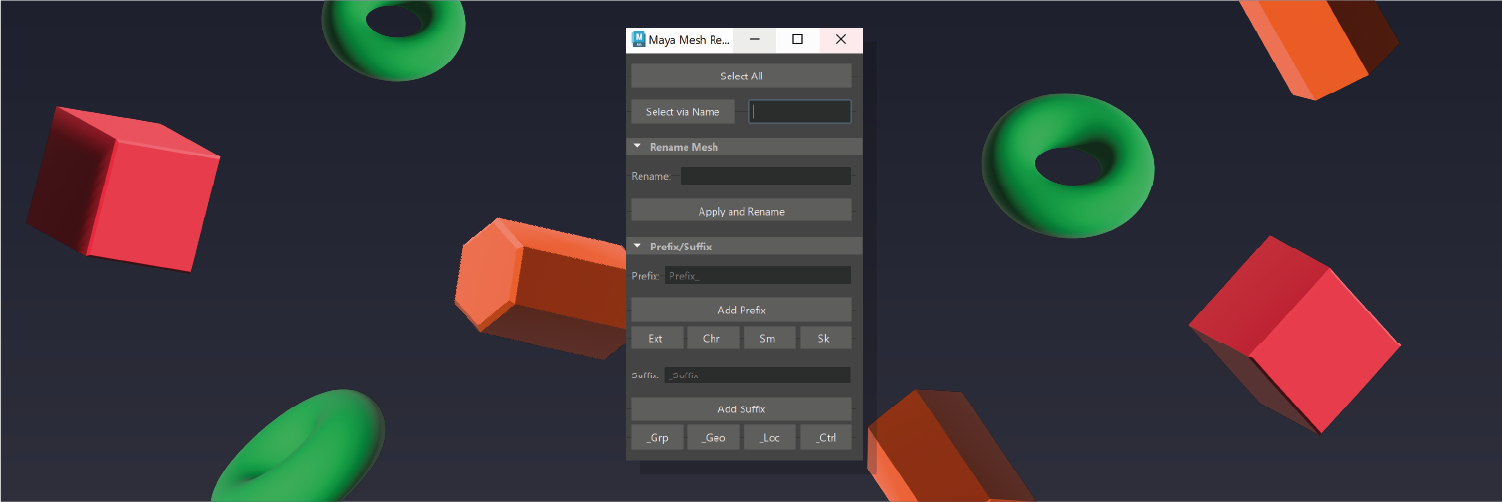 Maya Mesh Re...
Select All
Select via Name
Rename Mesh
Rename:
Apply and Rename
Prefix/Suffix
Prefix: Prefix_
Add Prefix
Ext Chr Sm Sk
Suffix: _Suffix
Add Suffix
_Grp _Geo _Loc _Ctrl